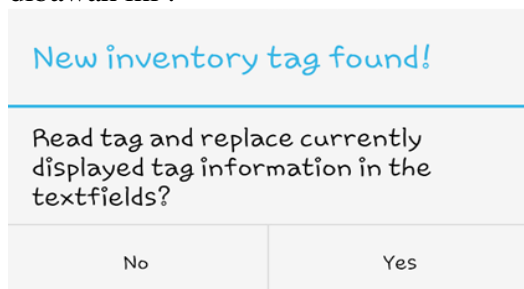 New inventory tag found!
Read tag and replace currently
displayed tag information in the
textfields?
No
Yes